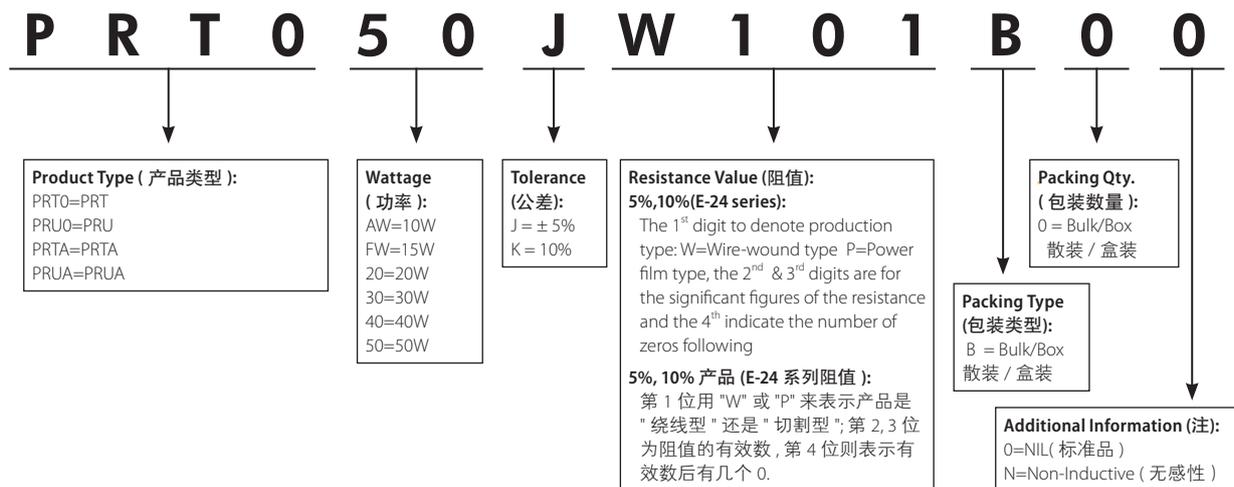 P R T 0 5 0 J W 1 0 1 B 0 0
Product Type ( 产品类型 ):
PRT0=PRT
PRU0=PRU
PRTA=PRTA
PRUA=PRUA
Wattage
( 功率 ):
AW=10W
FW=15W
20=20W
30=30W
40=40W
50=50W
Tolerance
(公差):
J = ± 5%
K = 10%
Resistance Value (阻值):
5%,10%(E-24 series):
The 1st digit to denote production
type: W=Wire-wound type P=Power
film type, the 2nd & 3rd digits are for
the significant figures of the resistance
and the 4th indicate the number of
zeros following
5%, 10% 产品 (E-24 系列阻值 ):
第 1 位用 "W" 或 "P" 来表示产品是
" 绕线型 " 还是 " 切割型 "; 第 2, 3 位
为阻值的有效数 , 第 4 位则表示有
效数后有几个 0.
Packing Type
(包装类型):
B = Bulk/Box
散装 / 盒装
Packing Qty.
( 包装数量 ):
0 = Bulk/Box
散装 / 盒装
Additional Information (注):
0=NIL( 标准品 )
N=Non-Inductive ( 无感性 )